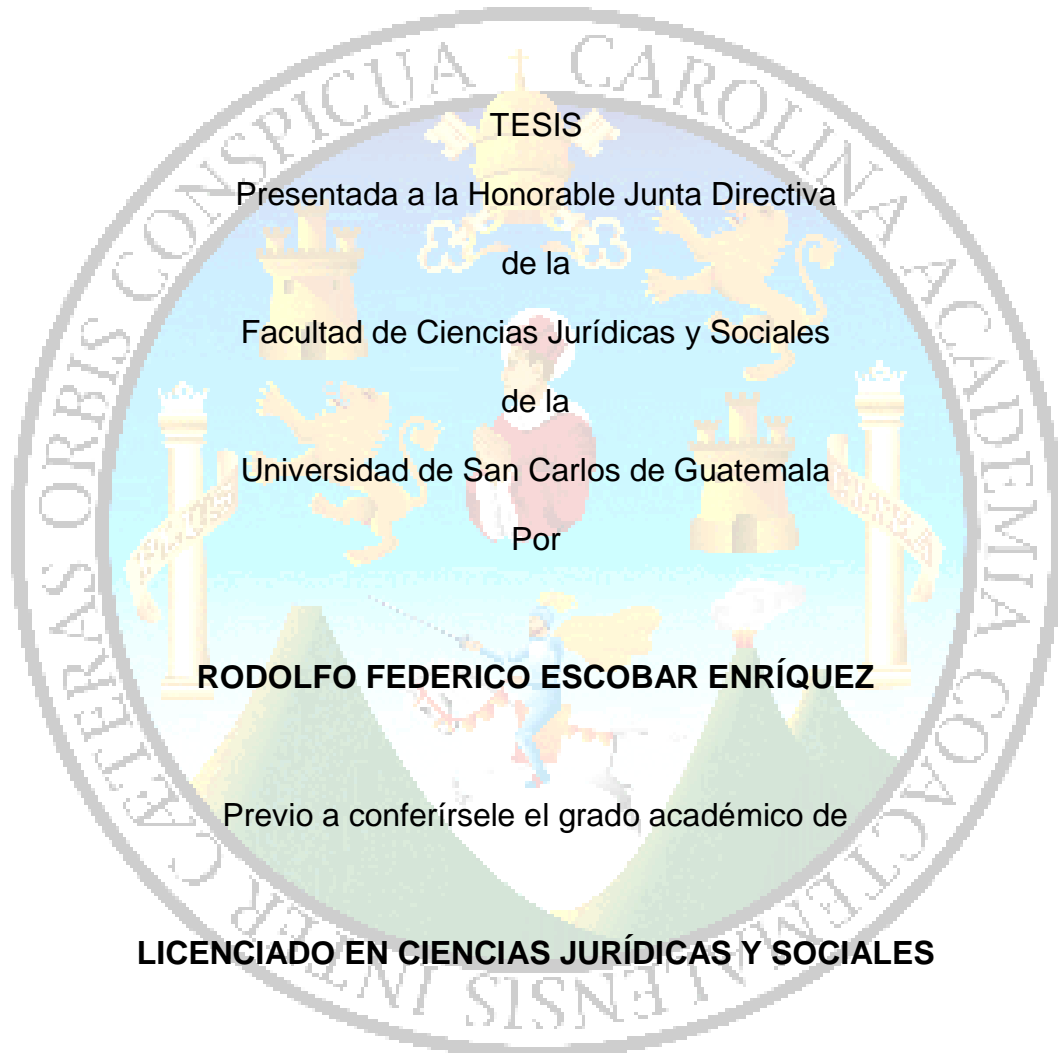 TESIS
Presentada a la Honorable Junta Directiva
de la
Facultad de Ciencias Jurídicas y Sociales
de la
Universidad de San Carlos de Guatemala
Por
RODOLFO FEDERICO ESCOBAR ENRÍQUEZ
Previo a conferírsele el grado académico de
LICENCIADO EN CIENCIAS JURÍDICAS Y SOCIALES
CAROLINA ACADEMIA COACTEMALENSIS INTER CAETERAS ORBIS CONSPICUA